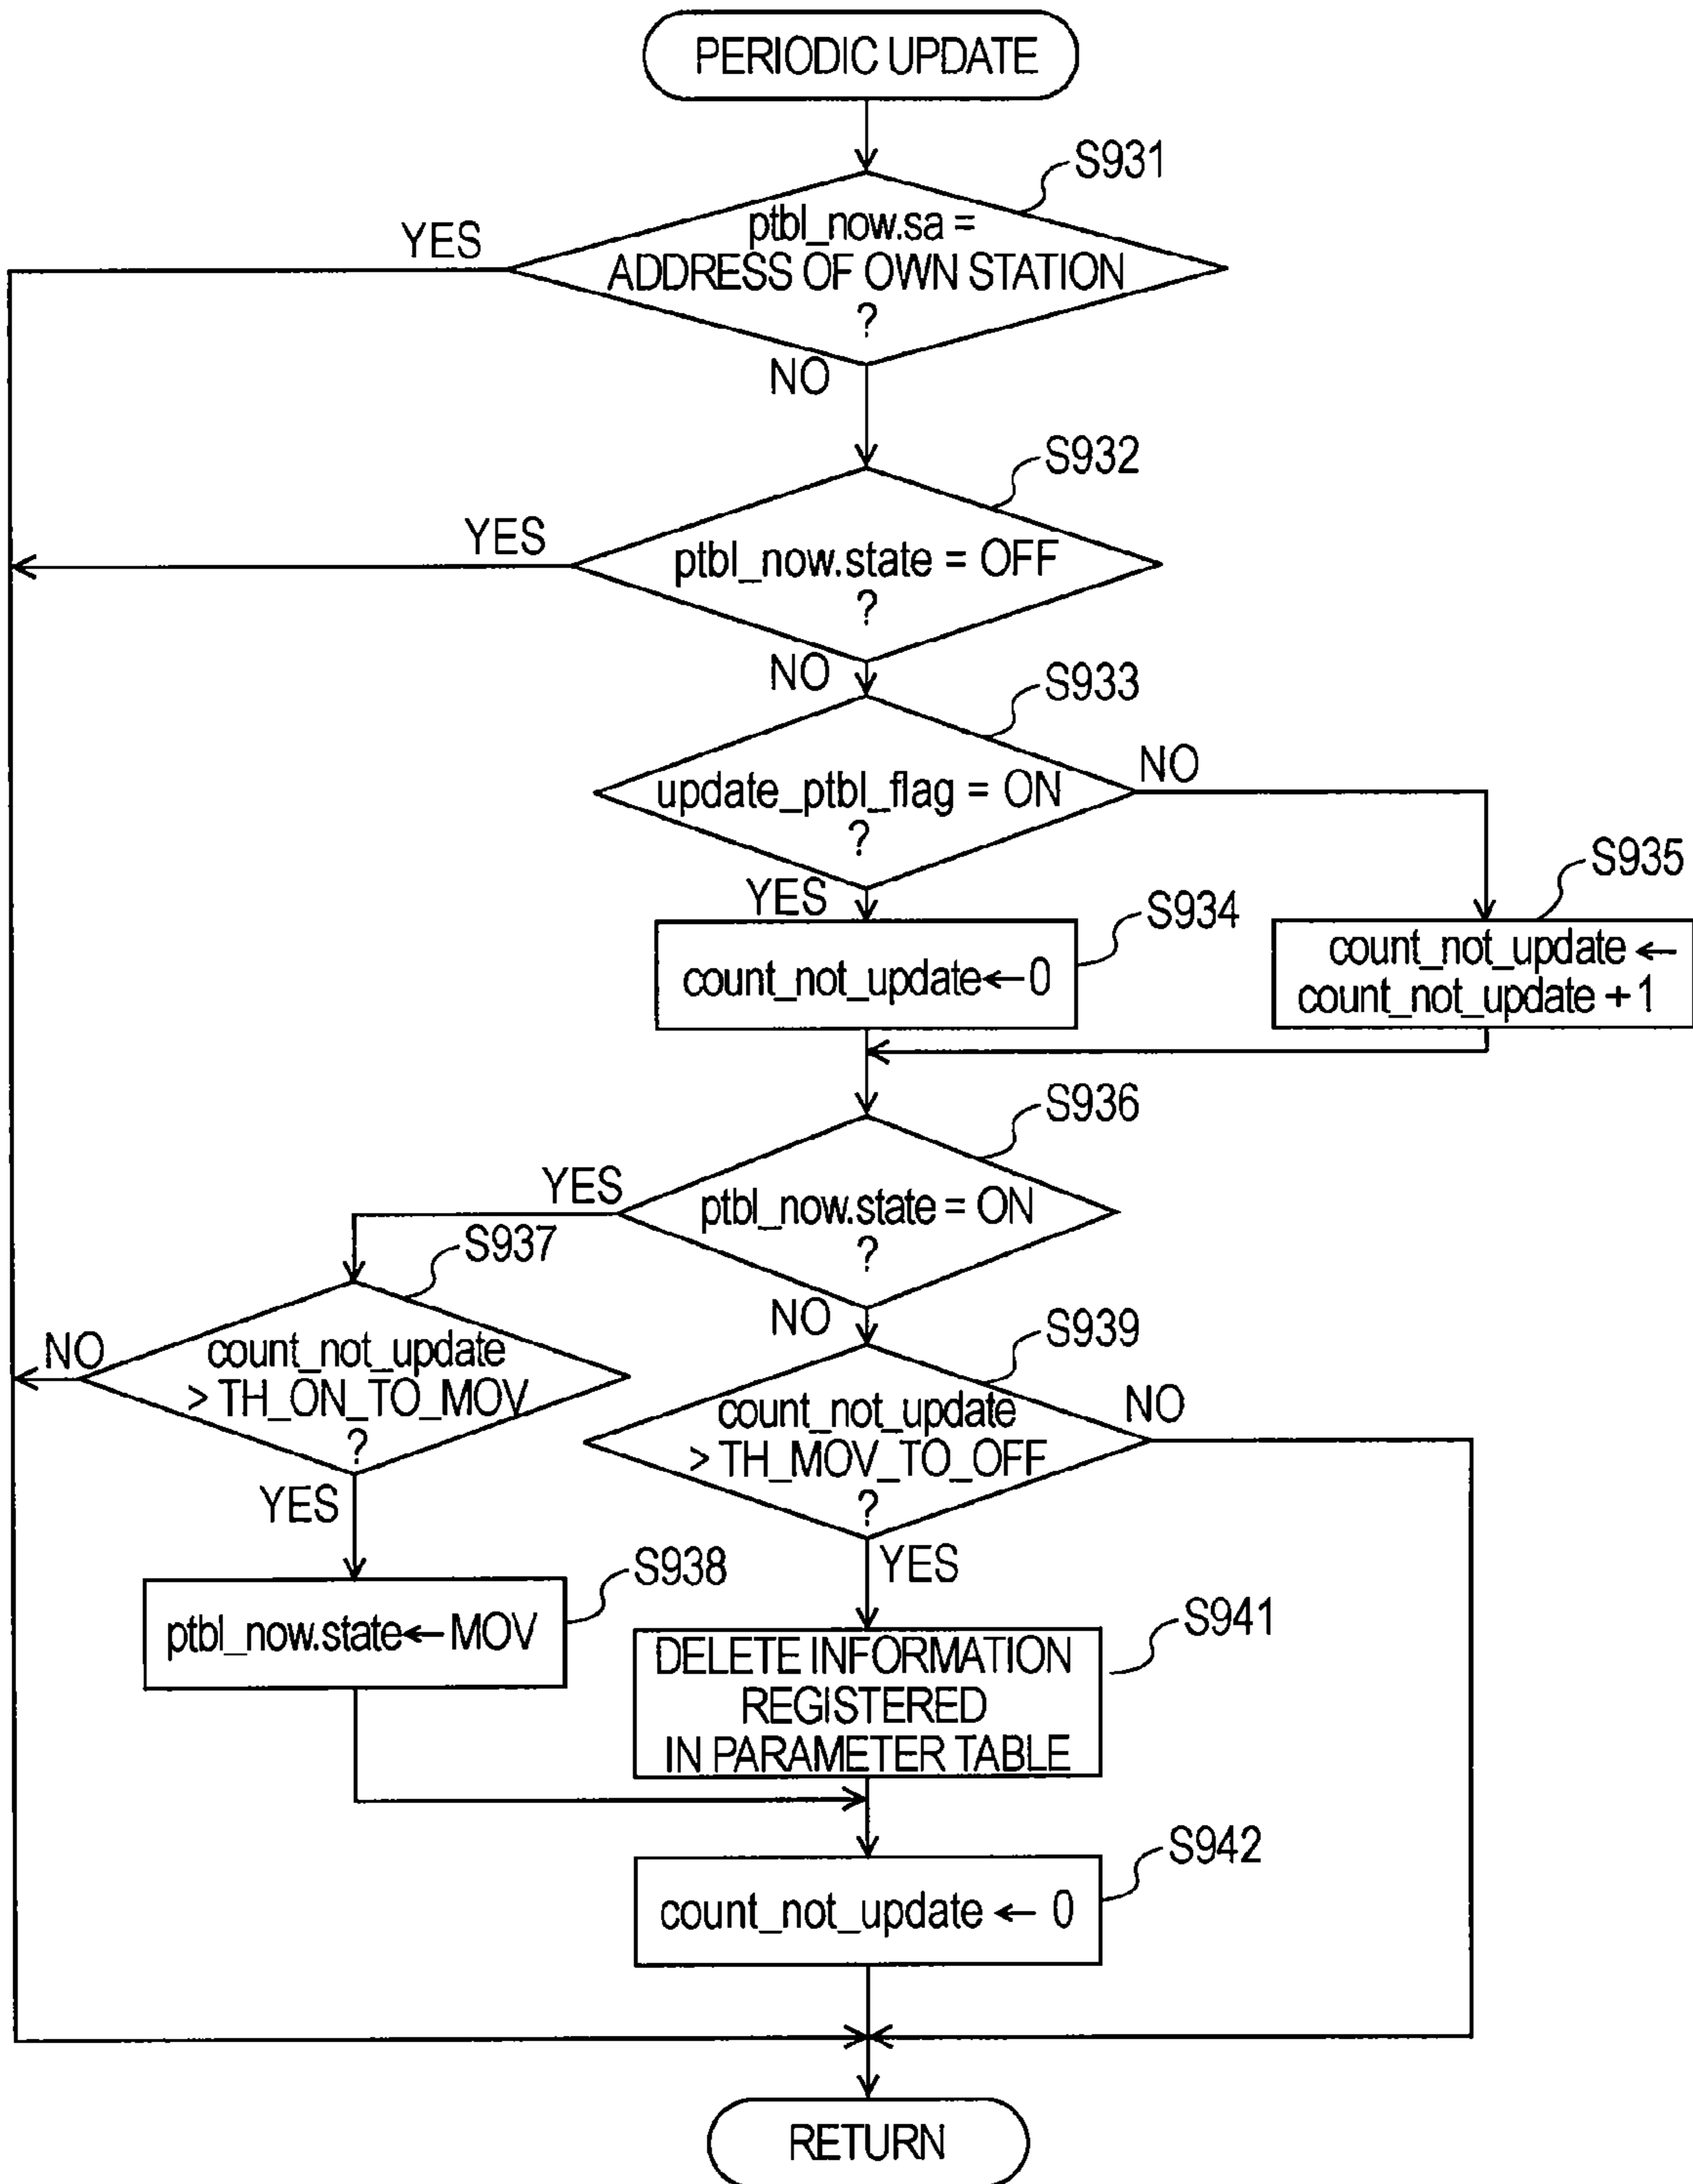 PERIODIC UPDATE
S931
ptbl_now.sa =
ADDRESS OF OWN STATION
?
YES
NO
S932
ptbl_now.state = OFF
?
YES
NO
S933
update_ptbl_flag = ON
?
NO
YES
S934
count_not_update←0
S935
count_not_update ←
count_not_update + 1
S936
ptbl_now.state = ON
?
YES
NO
S937
count_not_update
> TH_ON_TO_MOV
?
NO
YES
S939
count_not_update
> TH_MOV_TO_OFF
?
NO
YES
S938
ptbl_now.state← MOV
S941
DELETE INFORMATION
REGISTERED
IN PARAMETER TABLE
S942
count_not_update ← 0
RETURN